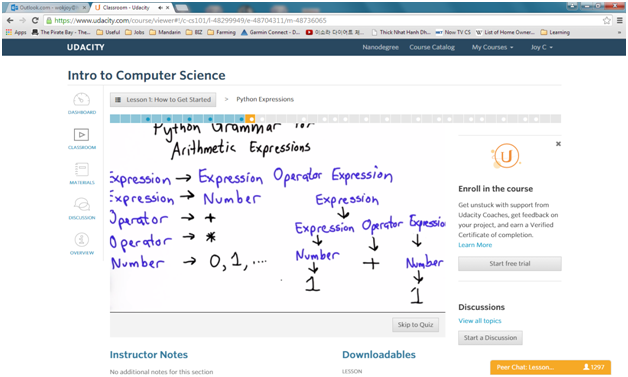 Outlook.com - wokjoy@
Classroom - Udacity
https://www.udacity.com/course/viewer#!/c-cs101/l-48299949/e-48704311/m-48736065
Apps
The Pirate Bay - The...
Useful
Jobs
Mandarin
BIZ
Farming
Garmin Connect - D...
Thick Nhat Hanh Dh...
Now TV CS
List of Home Owner...
Learning
UDACITY
Nanodegree
Course Catalog
My Courses
Joy C
Intro to Computer Science
DASHBOARD
CLASSROOM
MATERIALS
DISCUSSION
OVERVIEW
Lesson 1: How to Get Started
>
Python Expressions
Python Grammar for
Arithmetic Expressions
Expression → Expression Operator Expression
Expression → Number
Operator → +
Operator → *
Number → 0, 1, ...
Expression
↓
Expression Operator Expression
↓ ↓ ↓
Number + Number
↓ ↓
1 1
Skip to Quiz
Instructor Notes
No additional notes for this section
Downloadables
LESSON
U
Enroll in the course
Get unstuck with support from
Udacity Coaches, get feedback on
your project, and earn a Verified
Certificate of completion.
Learn More
Start free trial
Discussions
View all topics
Start a Discussion
Peer Chat: Lesson...
1297